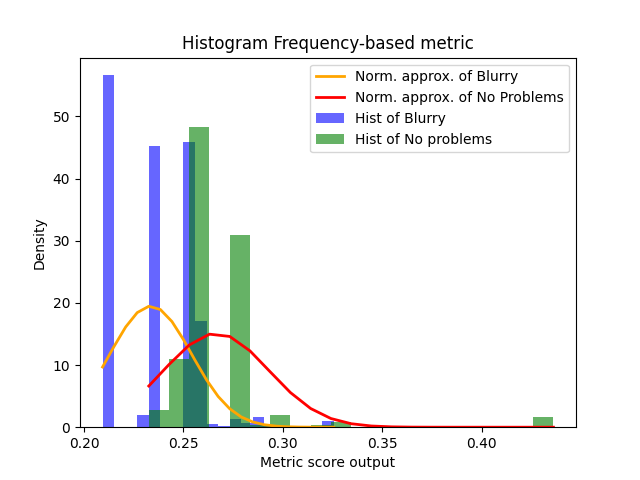 Histogram Frequency-based metric
Norm. approx. of Blurry
Norm. approx. of No Problems
Hist of Blurry
Hist of No problems
Density
50
40
30
20
10
0
0.20 0.25 0.30 0.35 0.40
Metric score output